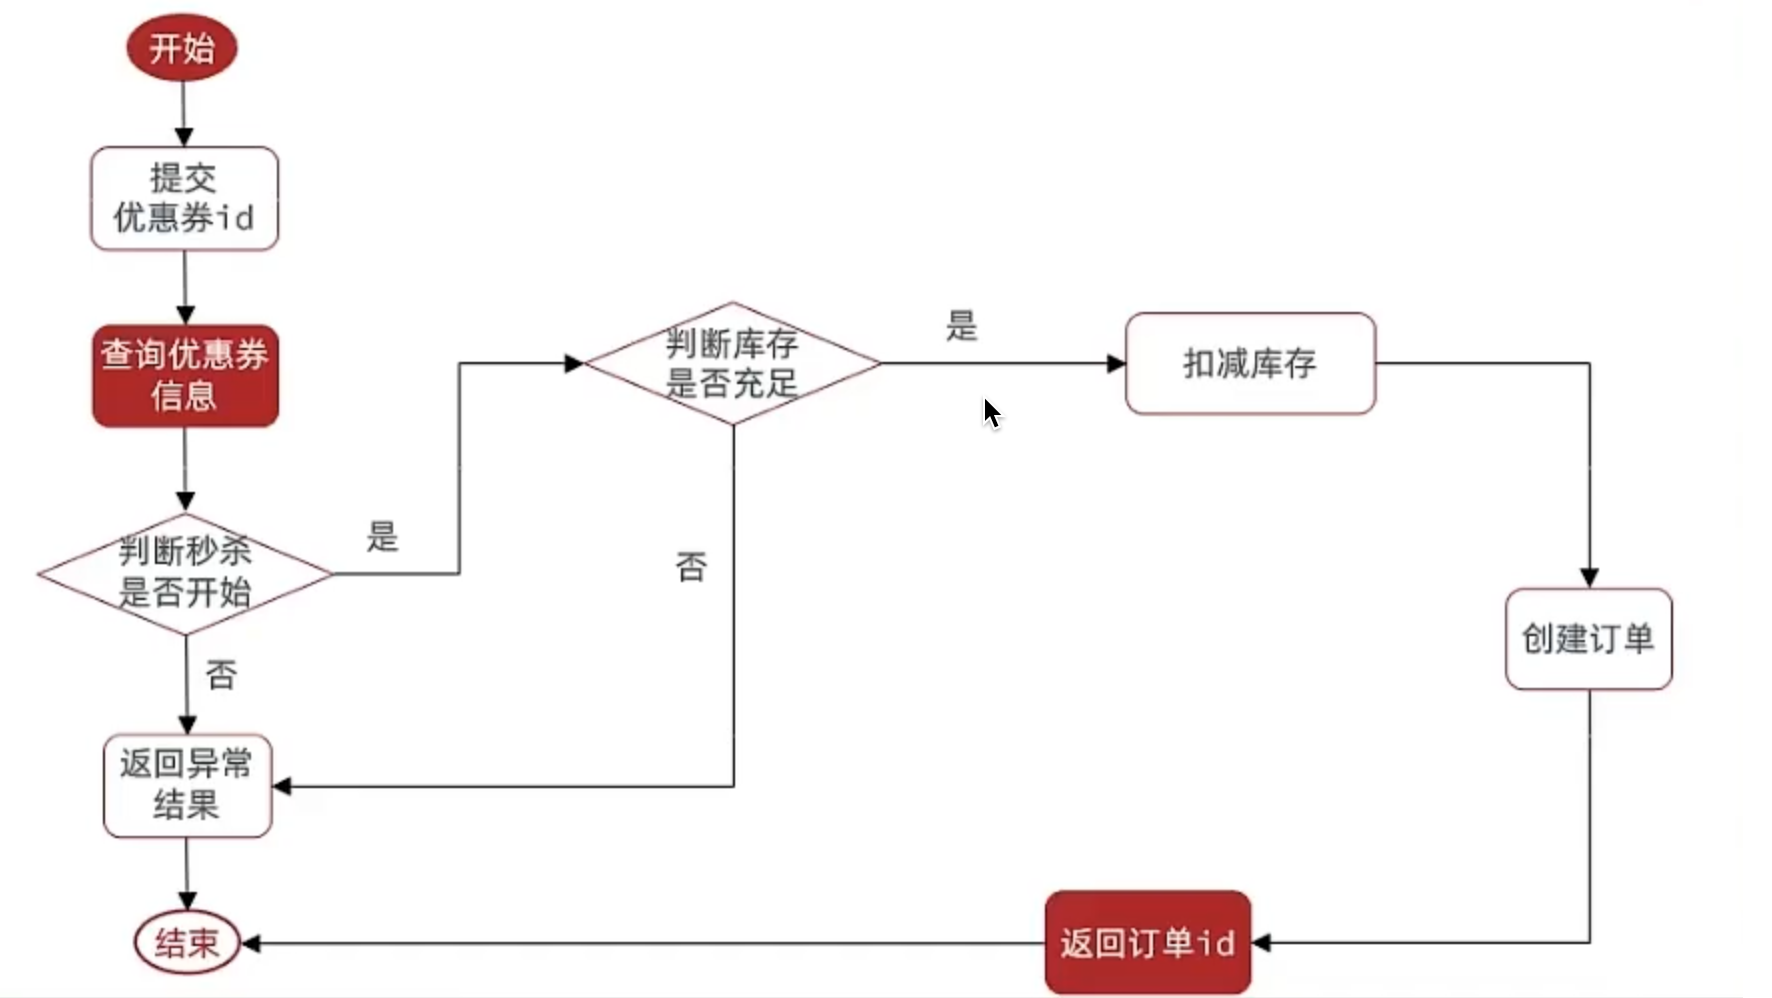 开始
提交
优惠券id
查询优惠券
信息
判断秒杀
是否开始
是
否
返回异常
结果
结束
判断库存
是否充足
是
否
扣减库存
创建订单
返回订单id